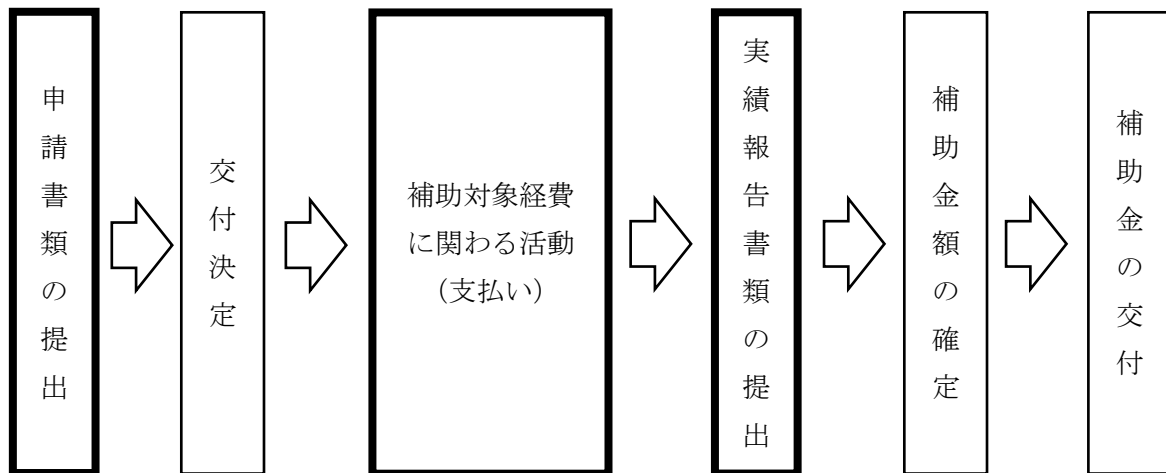 申請書類の提出
交付決定
補助対象経費
に関わる活動
（支払い）
実績報告書類の提出
補助金額の確定
補助金の交付